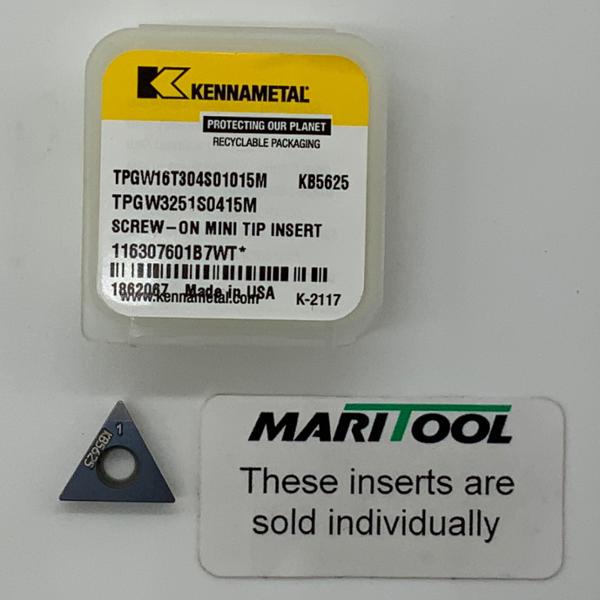 KENNAMETAL
PROTECTING OUR PLANET
RECYCLABLE PACKAGING
TPGW16T304S01015M KB5625
TPGW3251S0415M
SCREW-ON MINI TIP INSERT
116307601B7WT*
1862067 Made in USA
www.kennametal.com K-2117
1
KB5625
MARITOOL
These inserts are
sold individually